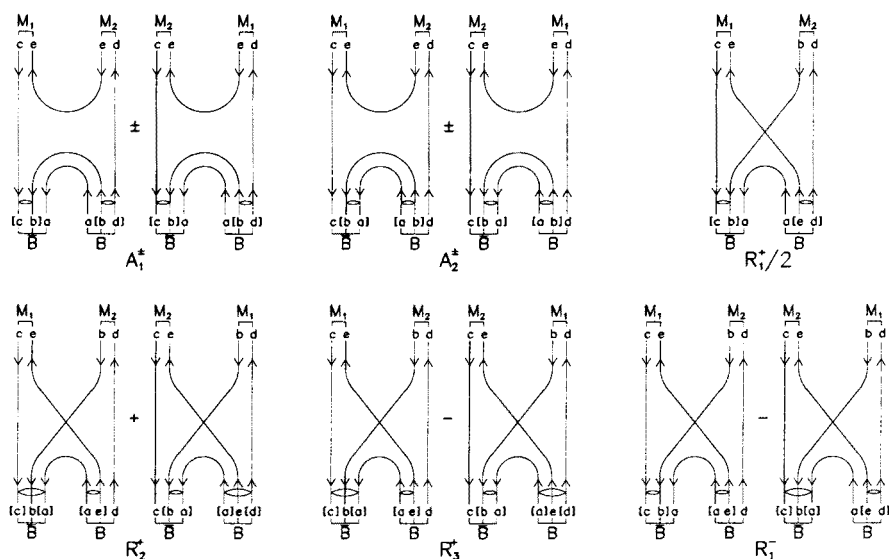 M₁ M₂ M₂ M₁ M₁ M₂ M₂ M₁ M₁ M₂
c e e d c e e d c e e d c e e d c e b d
± ±
[c b]a a[b d] [c b]a a[b d] [c[b a] [a b]d] c[b a] [a b]d] [c b]a a[e d]
B̅ B B̅ B B̅ B B̅ B B̅ B
A₁± A₂± R₁⁺/2
M₁ M₂ M₂ M₁ M₁ M₂ M₂ M₁ M₁ M₂ M₂ M₁
c e b d c e b d c e b d c e b d c e b d c e b d
+ − −
[c]b[a] [a e]d c[b a] [a]e[d] [c]b[a] [a e]d c[b a] [a]e[d] [c b]a [a e]d [c]b[a] a[e d]
B̅ B B̅ B B̅ B B̅ B B̅ B B̅ B
R₂⁺ R₃⁺ R₁⁻